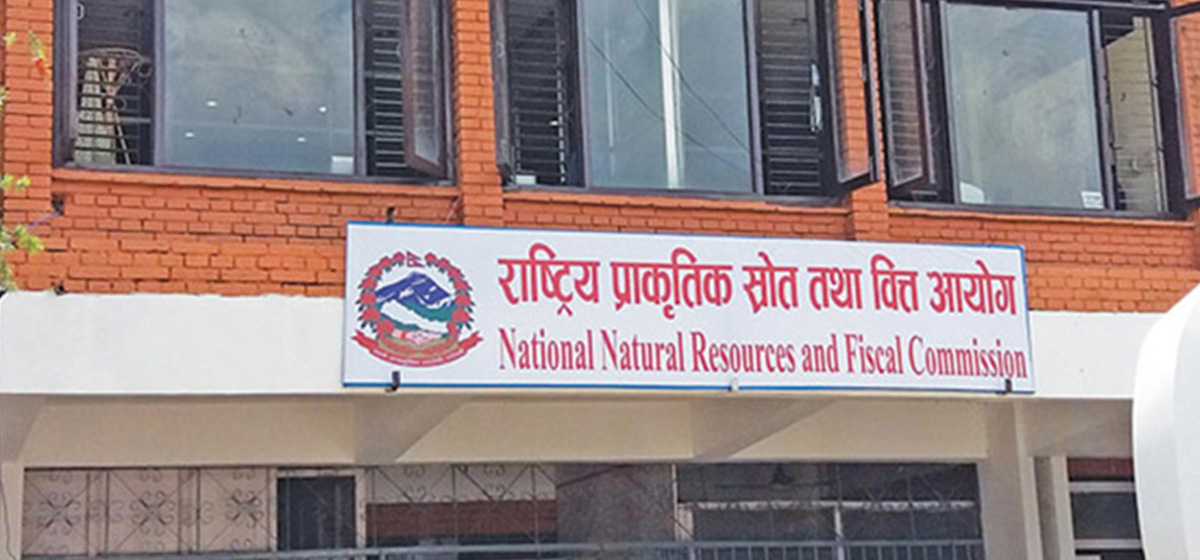 राष्ट्रिय प्राकृतिक स्रोत तथा वित्त आयोग
National Natural Resources and Fiscal Commission